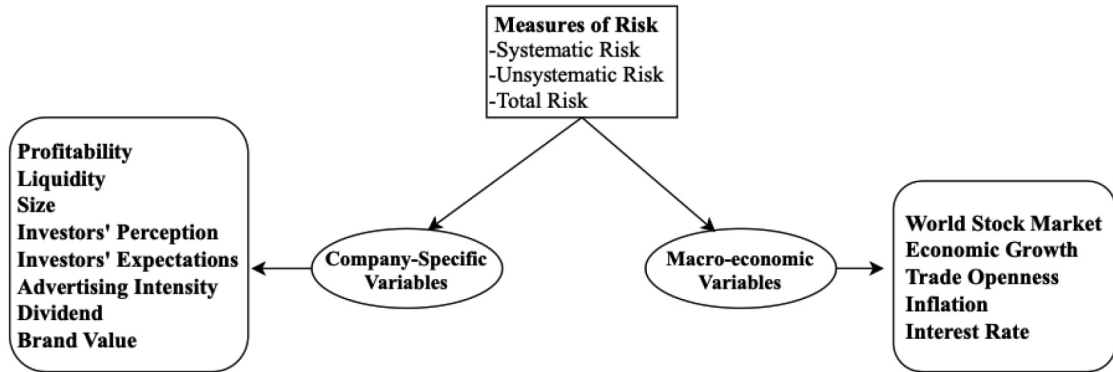 Measures of Risk
-Systematic Risk
-Unsystematic Risk
-Total Risk
Profitability
Liquidity
Size
Investors' Perception
Investors' Expectations
Advertising Intensity
Dividend
Brand Value
Company-Specific
Variables
Macro-economic
Variables
World Stock Market
Economic Growth
Trade Openness
Inflation
Interest Rate